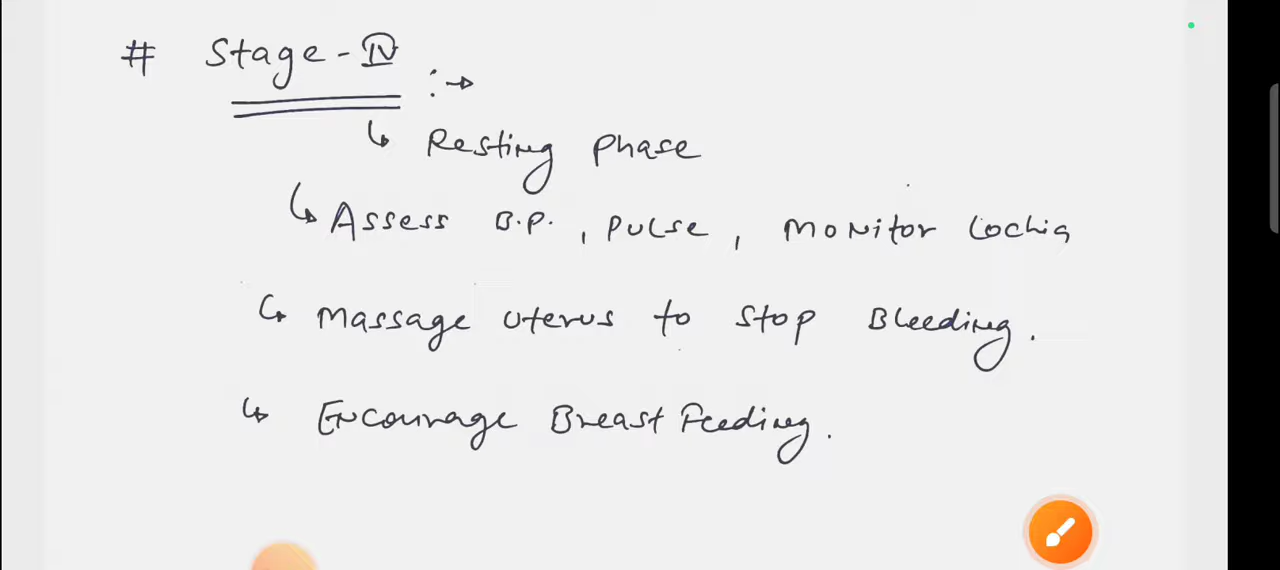 # Stage-IV :→
↳ Resting Phase
↳ Assess B.P., Pulse, Monitor Lochia
↳ Massage Uterus to Stop Bleeding.
↳ Encourage Breast Feeding.